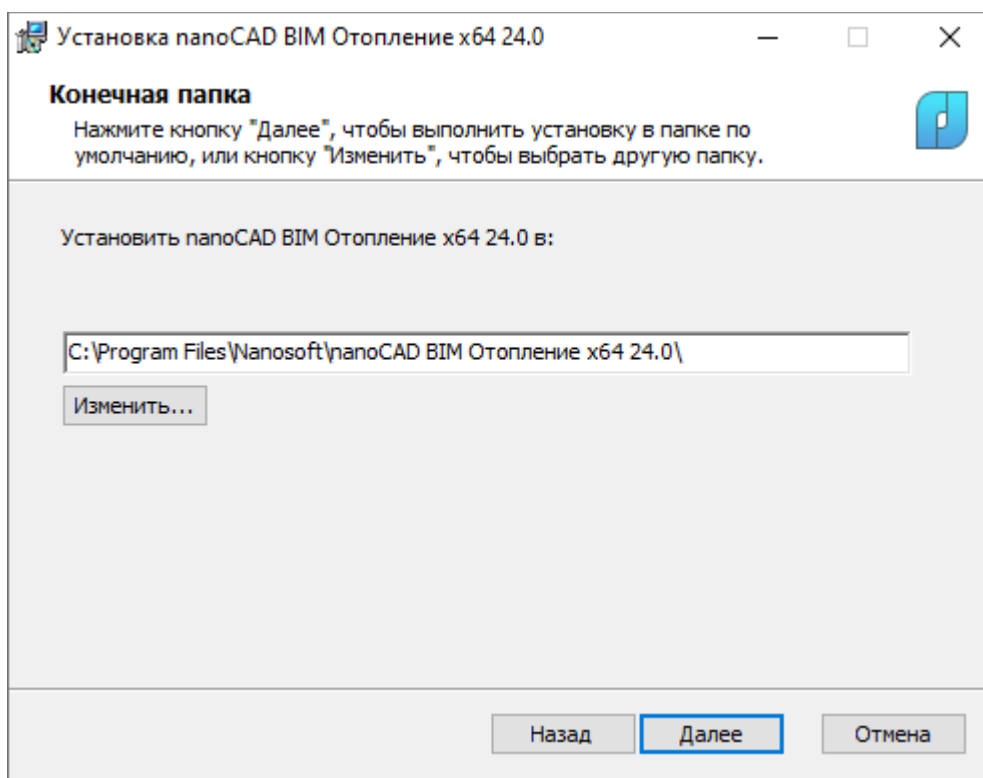 Установка nanoCAD BIM Отопление x64 24.0
Конечная папка
Нажмите кнопку "Далее", чтобы выполнить установку в папке по
умолчанию, или кнопку "Изменить", чтобы выбрать другую папку.
Установить nanoCAD BIM Отопление x64 24.0 в:
C:\Program Files\Nanosoft\nanoCAD BIM Отопление x64 24.0\
Изменить...
Назад Далее Отмена